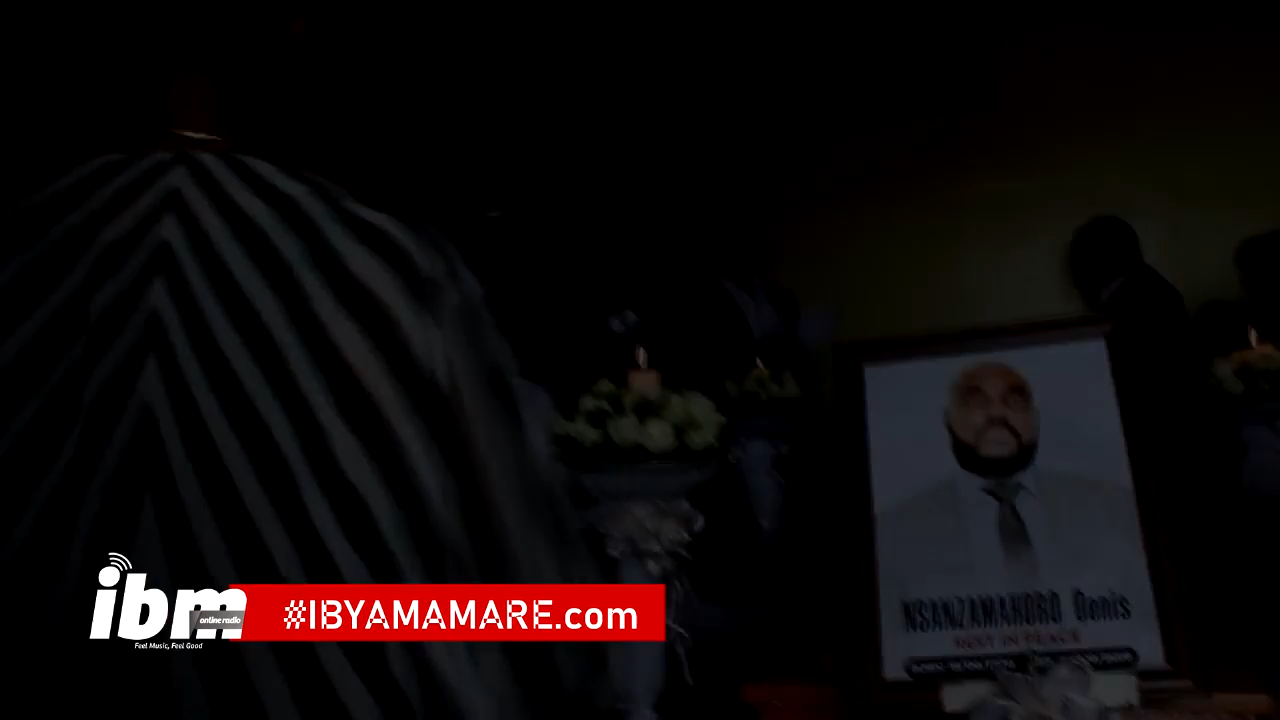 NSANZAMAHORO Denis
REST IN PEACE
ibm
online radio
Feel Music, Feel Good
#IBYAMAMARE.com